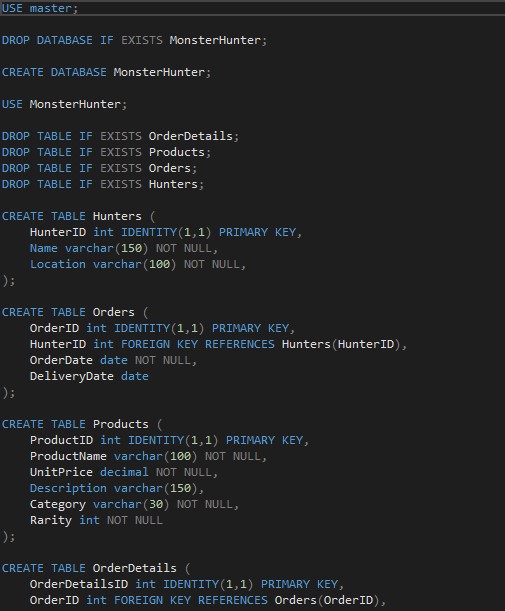 USE master;
DROP DATABASE IF EXISTS MonsterHunter;
CREATE DATABASE MonsterHunter;
USE MonsterHunter;
DROP TABLE IF EXISTS OrderDetails;
DROP TABLE IF EXISTS Products;
DROP TABLE IF EXISTS Orders;
DROP TABLE IF EXISTS Hunters;
CREATE TABLE Hunters (
    HunterID int IDENTITY(1,1) PRIMARY KEY,
    Name varchar(150) NOT NULL,
    Location varchar(100) NOT NULL,
);
CREATE TABLE Orders (
    OrderID int IDENTITY(1,1) PRIMARY KEY,
    HunterID int FOREIGN KEY REFERENCES Hunters(HunterID),
    OrderDate date NOT NULL,
    DeliveryDate date
);
CREATE TABLE Products (
    ProductID int IDENTITY(1,1) PRIMARY KEY,
    ProductName varchar(100) NOT NULL,
    UnitPrice decimal NOT NULL,
    Description varchar(150),
    Category varchar(30) NOT NULL,
    Rarity int NOT NULL
);
CREATE TABLE OrderDetails (
    OrderDetailsID int IDENTITY(1,1) PRIMARY KEY,
    OrderID int FOREIGN KEY REFERENCES Orders(OrderID),